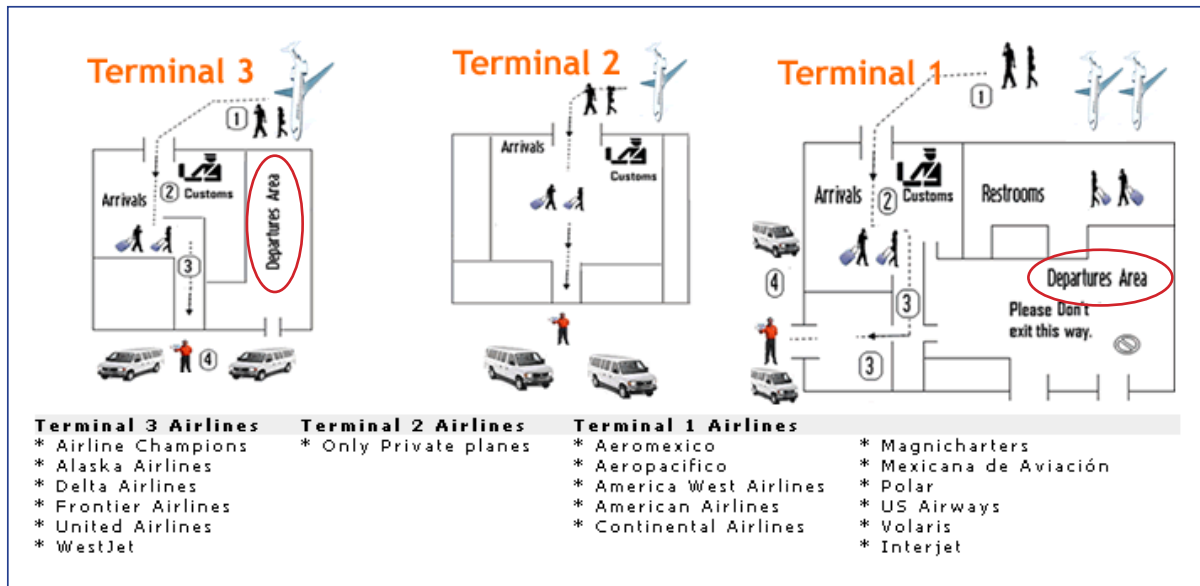 Terminal 3
1
2
Customs
Arrivals
Departures Area
3
4
Terminal 2
Arrivals
Customs
Terminal 1
1
Arrivals
2
Customs
Restrooms
4
3
Departures Area
Please Don't
exit this way.
3
Terminal 3 Airlines
* Airline Champions
* Alaska Airlines
* Delta Airlines
* Frontier Airlines
* United Airlines
* WestJet
Terminal 2 Airlines
* Only Private planes
Terminal 1 Airlines
* Aeromexico
* Aeropacifico
* America West Airlines
* American Airlines
* Continental Airlines
* Magnicharters
* Mexicana de Aviación
* Polar
* US Airways
* Volaris
* Interjet